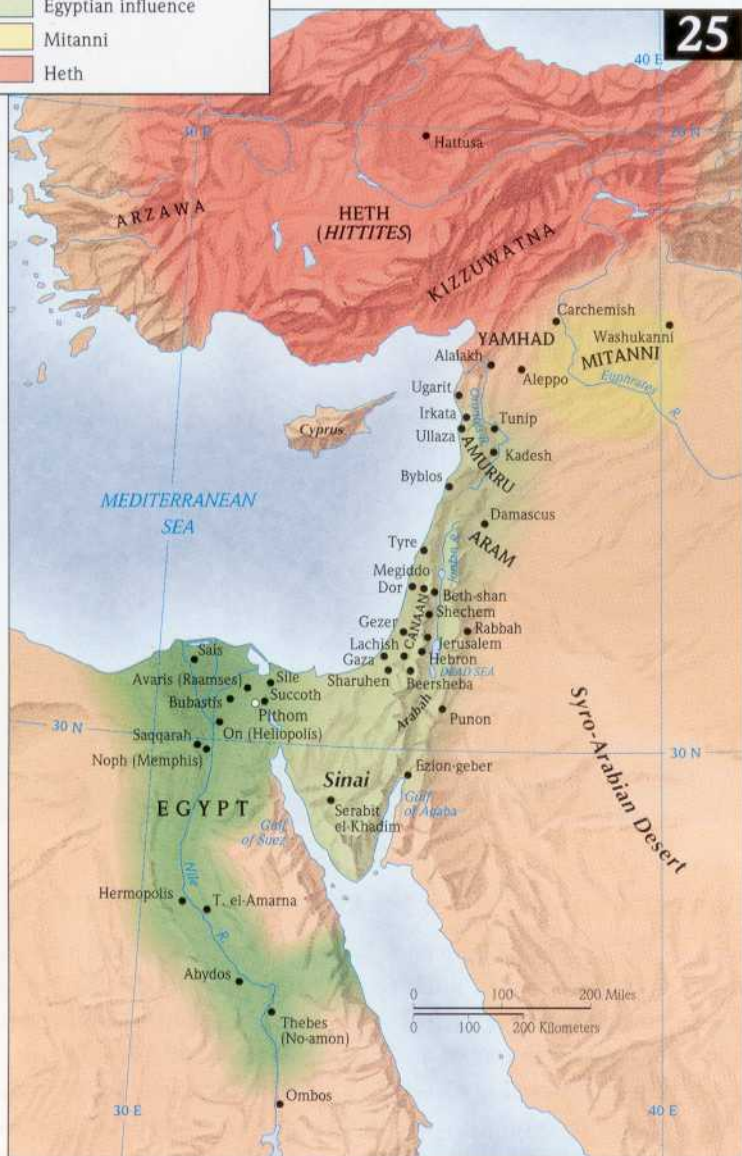 Egyptian influence
Mitanni
Heth
25
40 E
30 E
Hattusa
ARZAWA
HETH
(HITTITES)
KIZZUWATNA
Carchemish
YAMHAD
Washukanni
MITANNI
Alalakh
Aleppo
Euphrates R.
Ugarit
Irkata
Tunip
Ullaza
Cyprus
AMURRU
Kadesh
Byblos
MEDITERRANEAN
SEA
Damascus
ARAM
Tyre
Jordan R.
Megiddo
Dor
Beth-shan
CANAAN
Shechem
Gezer
Rabbah
Lachish
Jerusalem
Gaza
Hebron
DEAD SEA
Sharuhen
Beersheba
Sais
Avaris (Raamses)
Sile
Bubastis
Succoth
Pithom
Arabah
Punon
30 N
On (Heliopolis)
30 N
Saqqarah
Noph (Memphis)
Sinai
Ezion-geber
Syro-Arabian Desert
EGYPT
Serabit
el-Khadim
Gulf
of Aqaba
Gulf
of Suez
Nile R.
Hermopolis
T. el-Amarna
Abydos
0 100 200 Miles
0 100 200 Kilometers
Thebes
(No-amon)
Ombos
30 E
40 E